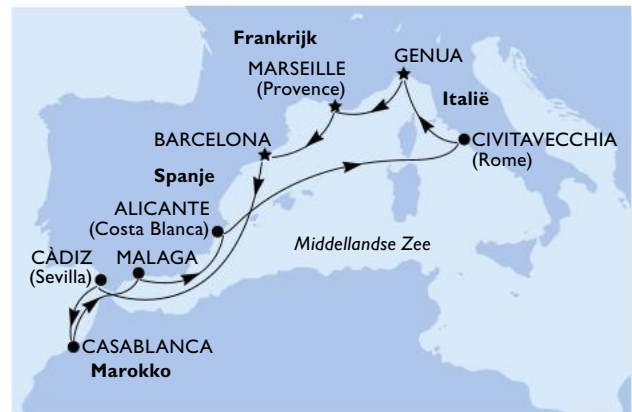 Frankrijk
GENUA
MARSEILLE
(Provence)
Italië
BARCELONA
CIVITAVECCHIA
(Rome)
Spanje
ALICANTE
(Costa Blanca)
Middellandse Zee
CÀDIZ
(Sevilla)
MALAGA
CASABLANCA
Marokko